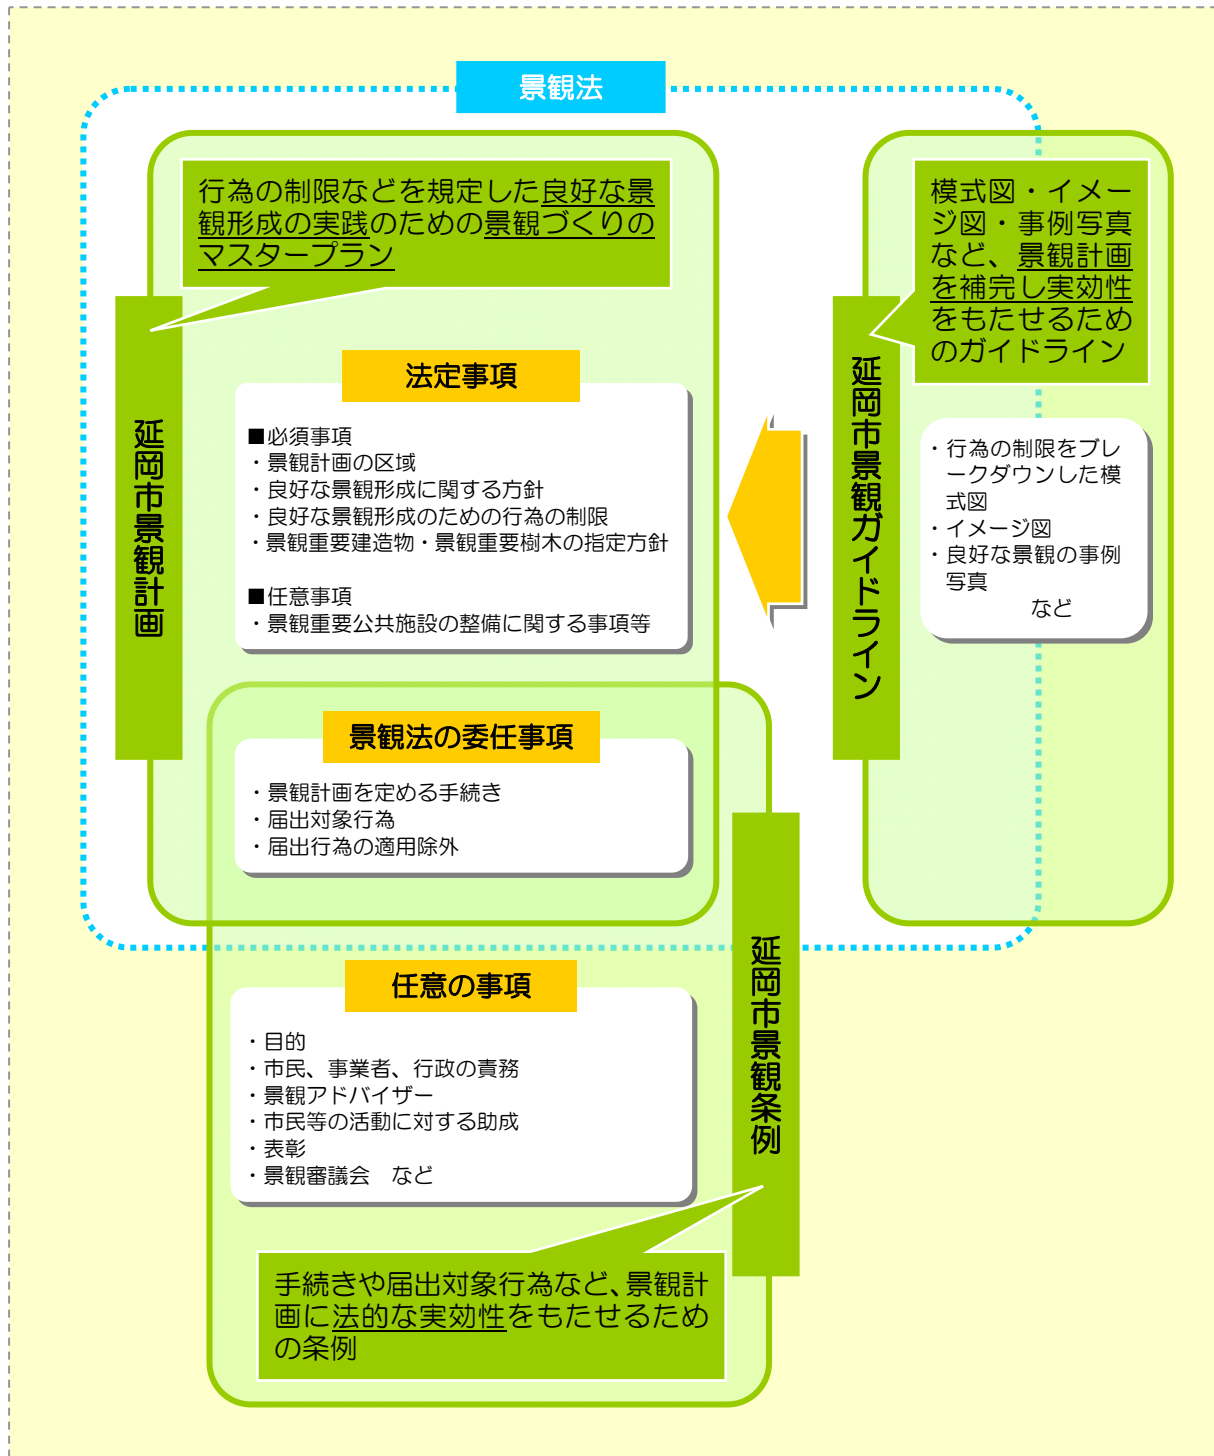 景観法
行為の制限などを規定した良好な景
観形成の実践のための景観づくりの
マスタープラン
延岡市景観計画
法定事項
■必須事項
・景観計画の区域
・良好な景観形成に関する方針
・良好な景観形成のための行為の制限
・景観重要建造物・景観重要樹木の指定方針
■任意事項
・景観重要公共施設の整備に関する事項等
景観法の委任事項
・景観計画を定める手続き
・届出対象行為
・届出行為の適用除外
模式図・イメー
ジ図・事例写真
など、景観計画
を補完し実効性
をもたせるため
のガイドライン
延岡市景観ガイドライン
・行為の制限をブレ
ークダウンした模
式図
・イメージ図
・良好な景観の事例
写真
など
任意の事項
・目的
・市民、事業者、行政の責務
・景観アドバイザー
・市民等の活動に対する助成
・表彰
・景観審議会　など
延岡市景観条例
手続きや届出対象行為など、景観計
画に法的な実効性をもたせるため
の条例